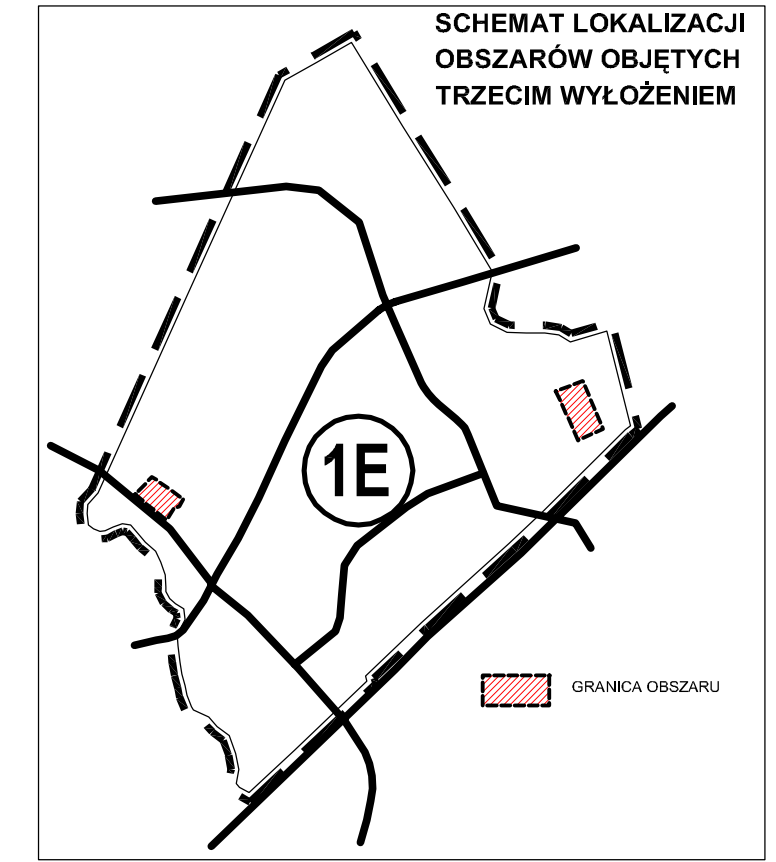 SCHEMAT LOKALIZACJI
OBSZARÓW OBJĘTYCH
TRZECIM WYŁOŻENIEM
1E
GRANICA OBSZARU